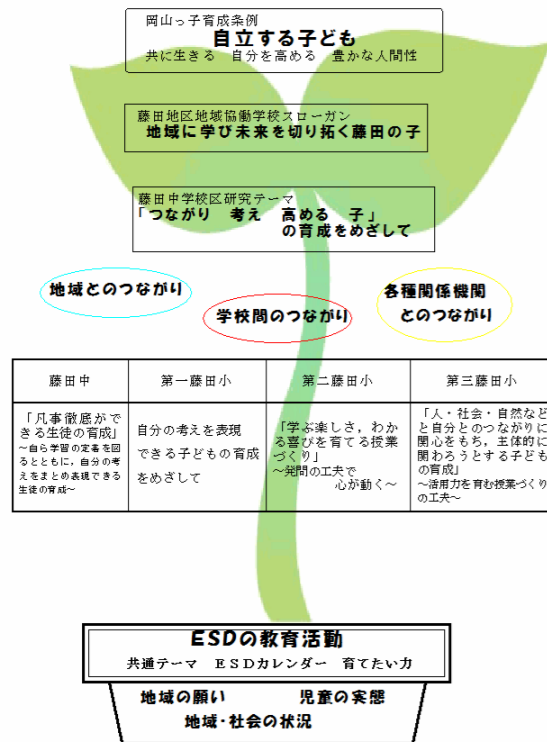 岡山っ子育成条例
自立する子ども
共に生きる　自分を高める　豊かな人間性
藤田地区地域協働学校スローガン
地域に学び未来を切り拓く藤田の子
藤田中学校区研究テーマ
「つながり　考え　高める　子」
の育成をめざして
地域とのつながり
学校間のつながり
各種関係機関
とのつながり
藤田中
第一藤田小
第二藤田小
第三藤田小
「凡事徹底がで
きる生徒の育成」
～自ら学習の定着を図
るとともに，自分の考
えをまとめ表現できる
生徒の育成～
自分の考えを表現
できる子どもの育成
をめざして
「学ぶ楽しさ，わか
る喜びを育てる授業
づくり」
～発問の工夫で
心が動く～
「人・社会・自然など
と自分とのつながりに
関心をもち，主体的に
関わろうとする子ども
の育成」
～活用力を育む授業づくり
の工夫～
ESDの教育活動
共通テーマ　ＥＳＤカレンダー　育てたい力
地域の願い　児童の実態
地域・社会の状況